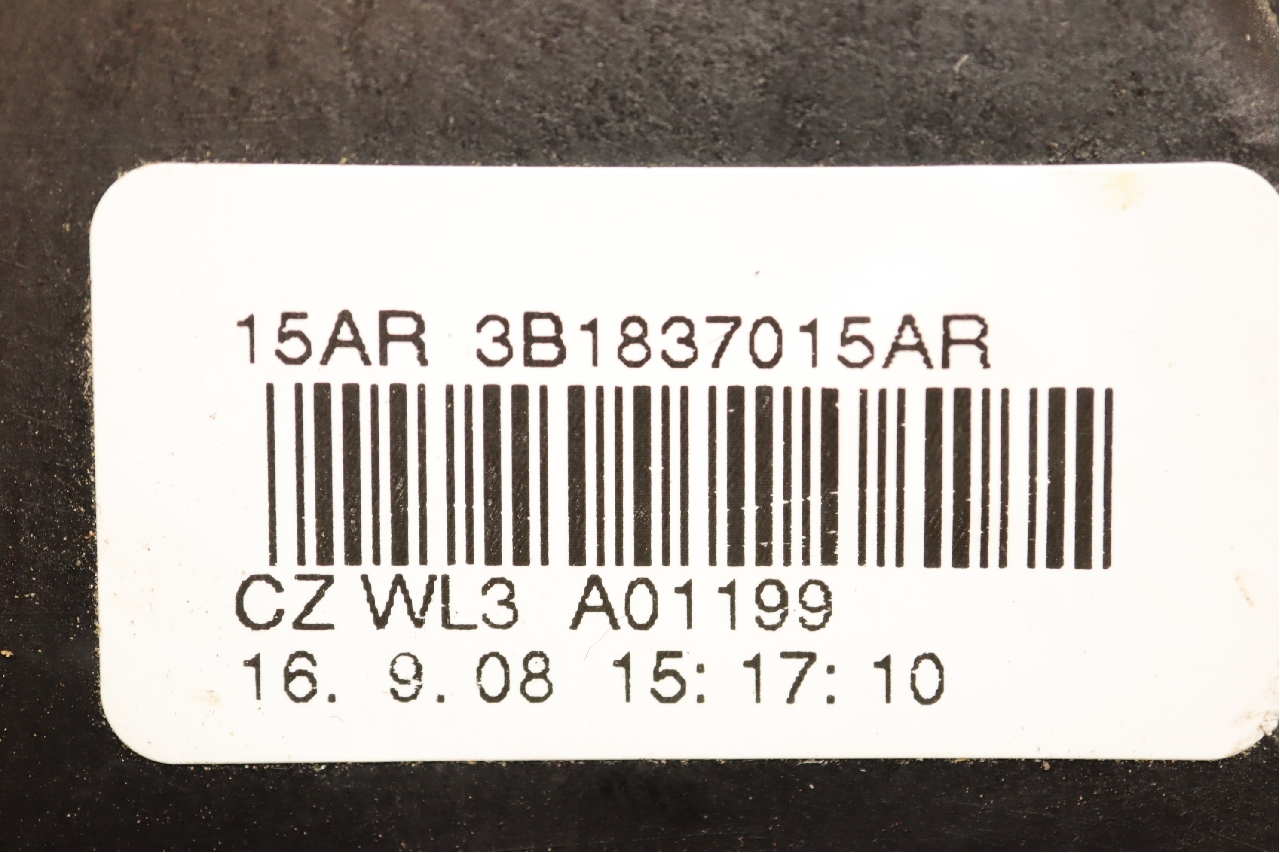 15AR 3B1837015AR
CZ WL3 A01199
16. 9. 08 15: 17: 10